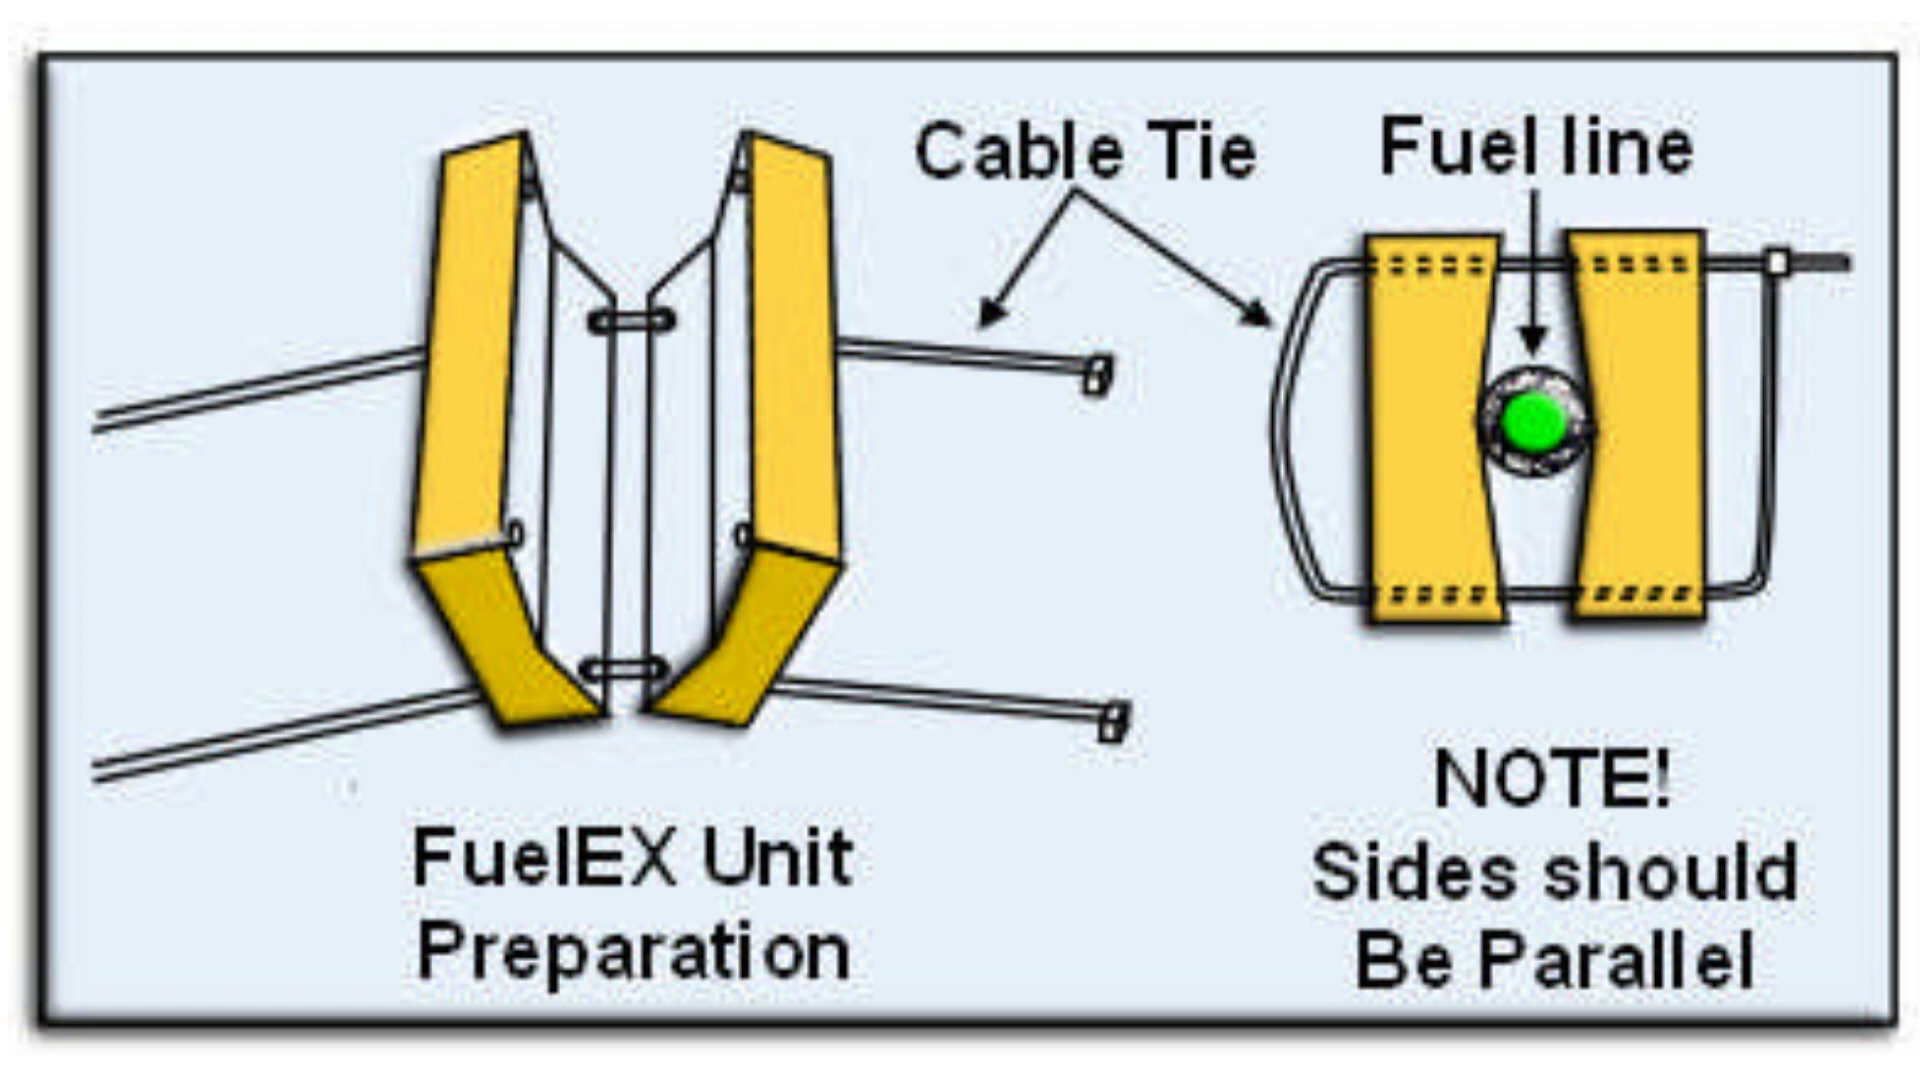 Cable Tie
Fuel line
FuelEX Unit
Preparation
NOTE!
Sides should
Be Parallel